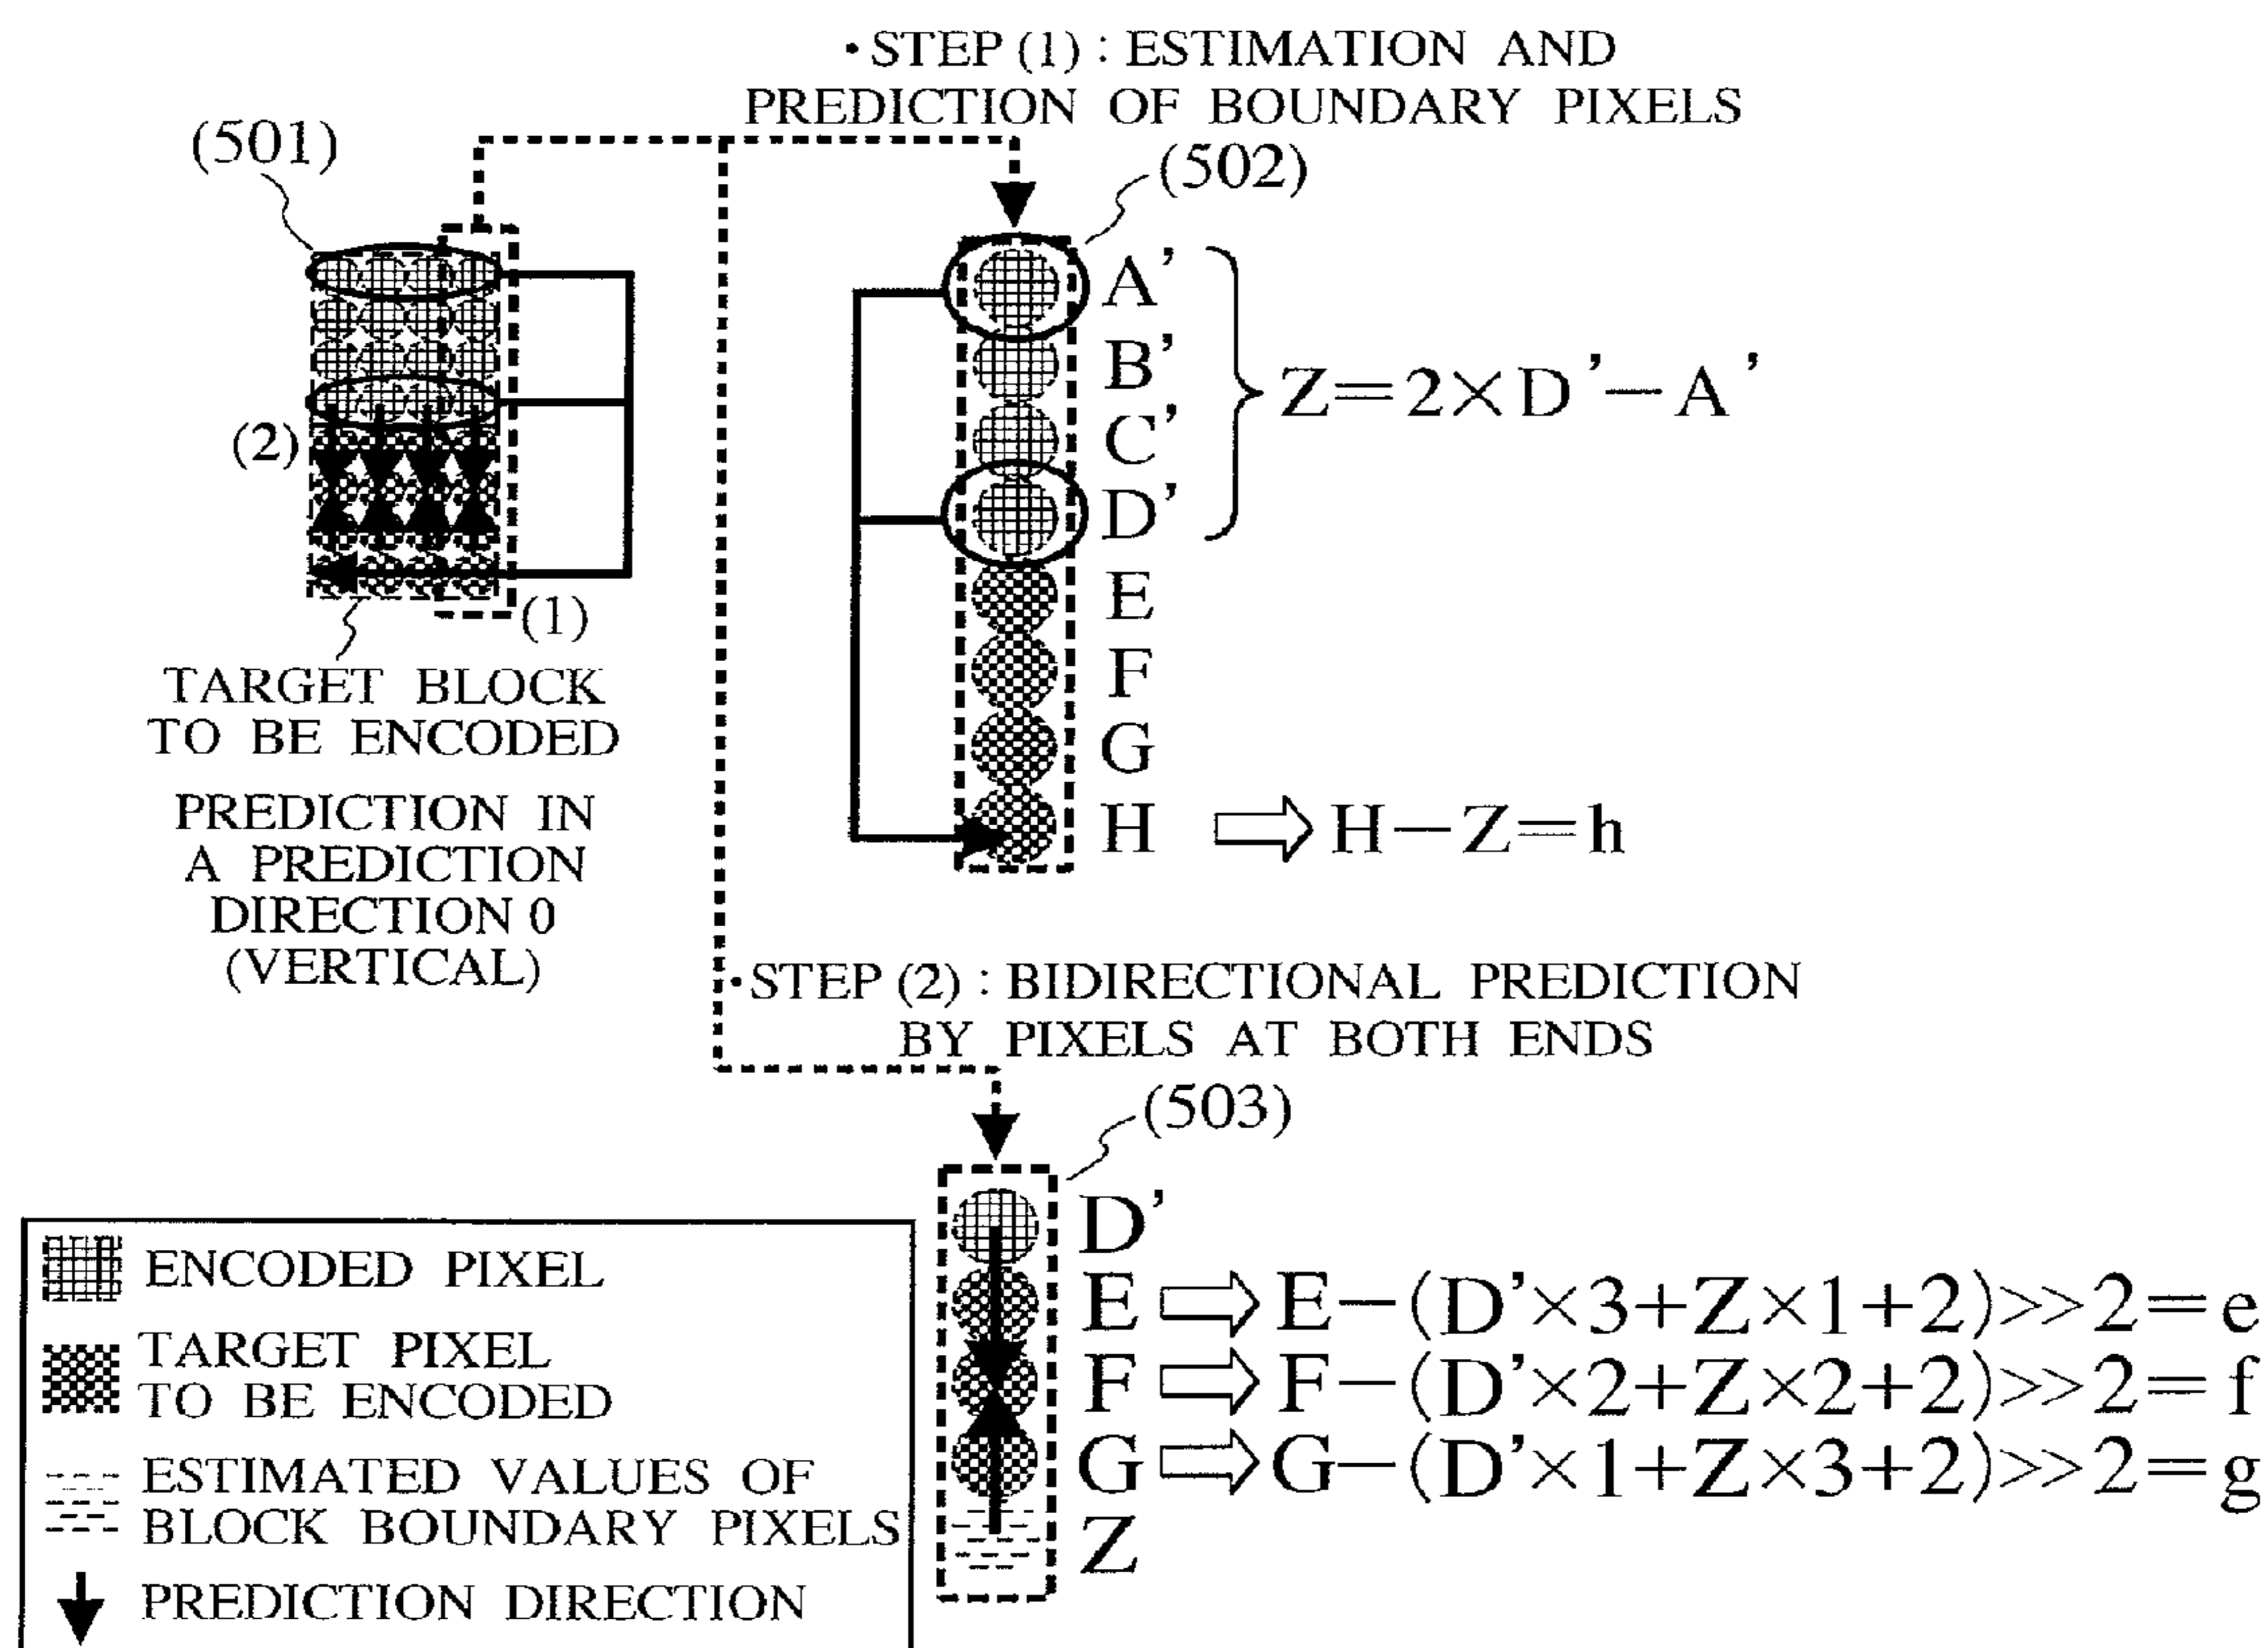 ・STEP (1) : ESTIMATION AND
PREDICTION OF BOUNDARY PIXELS
(501)
(502)
A'
B'
C'
D'
E
F
G
H
Z=2×D'−A'
H−Z=h
(2)
(1)
TARGET BLOCK
TO BE ENCODED
PREDICTION IN
A PREDICTION
DIRECTION 0
(VERTICAL)
・STEP (2) : BIDIRECTIONAL PREDICTION
BY PIXELS AT BOTH ENDS
(503)
D'
E ⇨ E−(D'×3+Z×1+2)>>2=e
F ⇨ F−(D'×2+Z×2+2)>>2=f
G ⇨ G−(D'×1+Z×3+2)>>2=g
Z
ENCODED PIXEL
TARGET PIXEL
TO BE ENCODED
ESTIMATED VALUES OF
BLOCK BOUNDARY PIXELS
PREDICTION DIRECTION